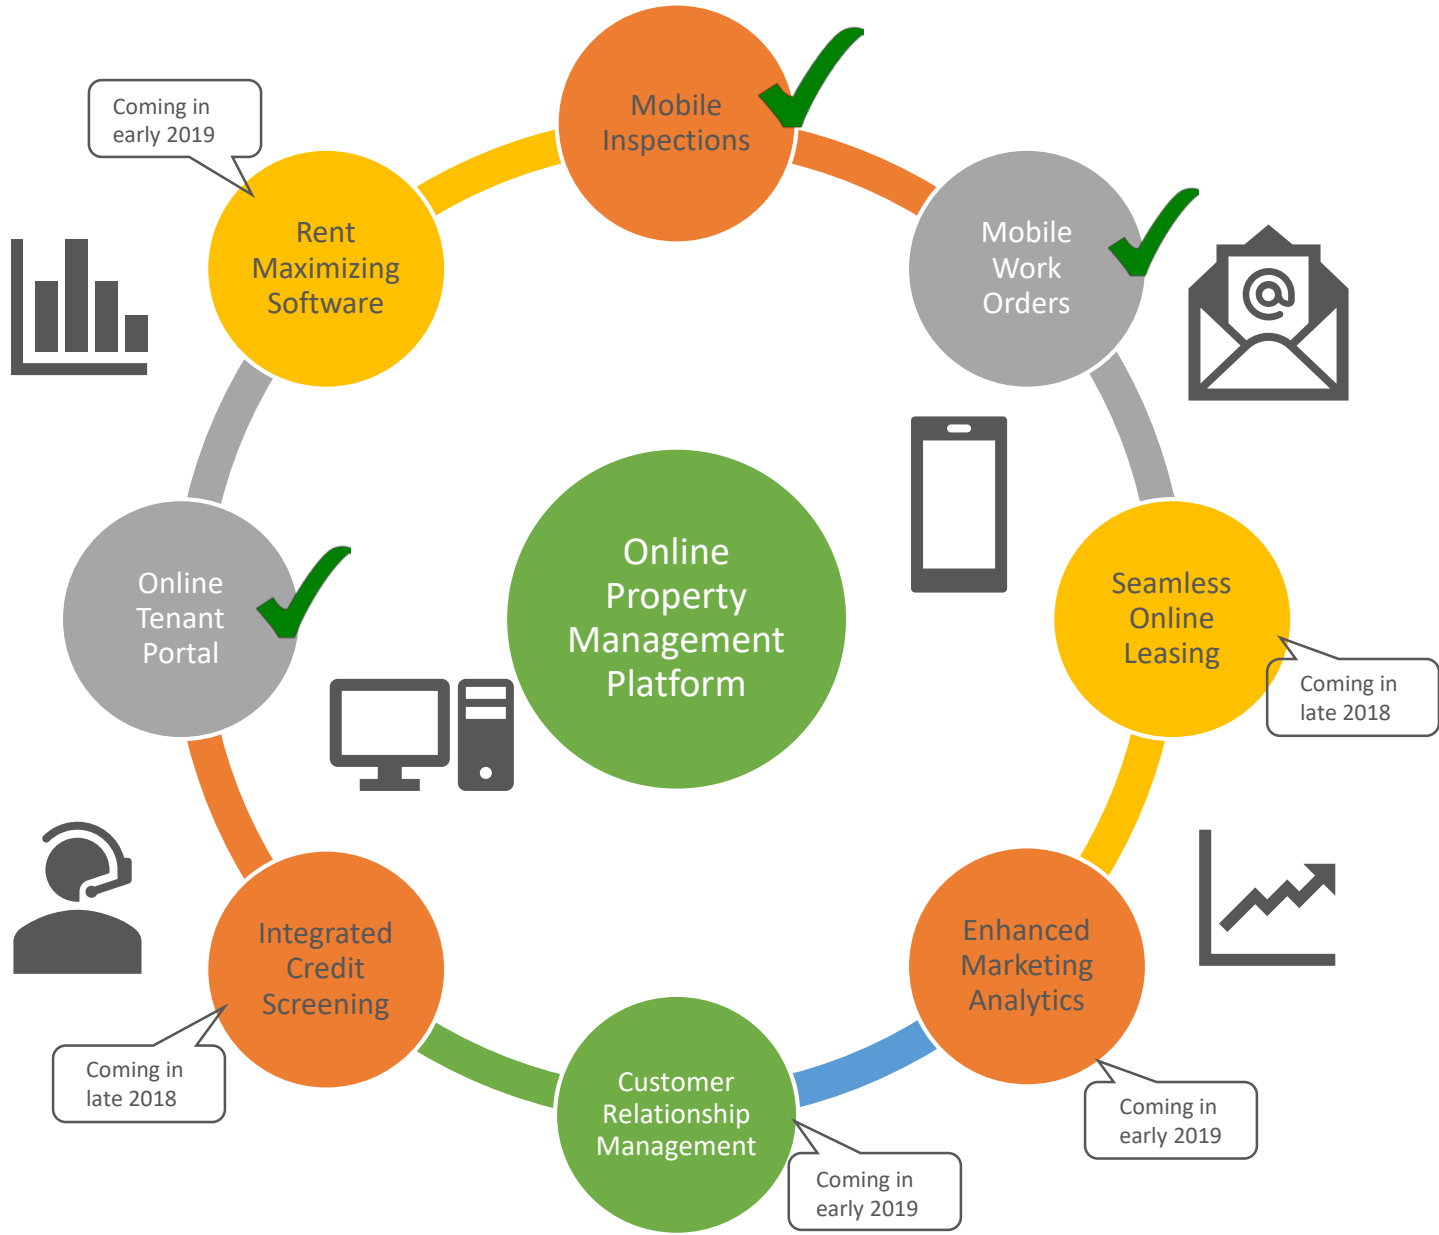 Mobile
Inspections
Coming in
early 2019
Rent
Maximizing
Software
Mobile
Work
Orders
Online
Property
Management
Platform
Online
Tenant
Portal
Seamless
Online
Leasing
Coming in
late 2018
Integrated
Credit
Screening
Coming in
late 2018
Enhanced
Marketing
Analytics
Coming in
early 2019
Customer
Relationship
Management
Coming in
early 2019